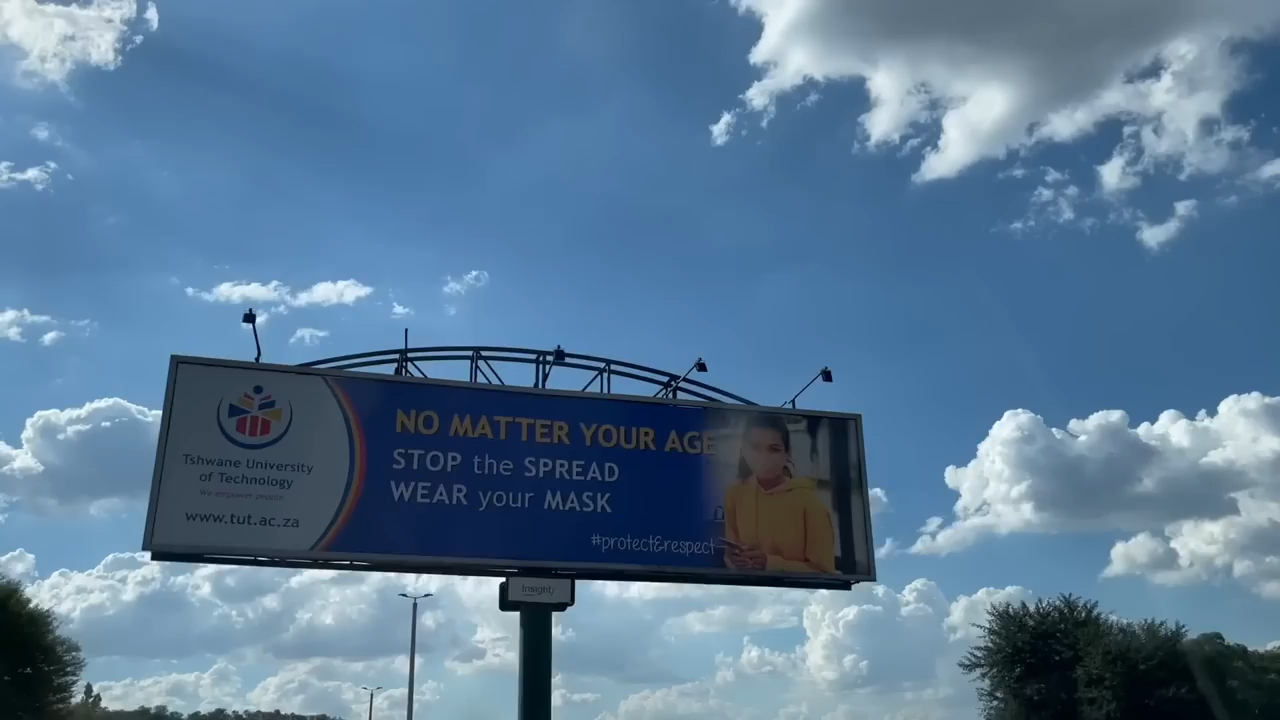 Tshwane University
of Technology
We empower people
www.tut.ac.za
NO MATTER YOUR AGE
STOP the SPREAD
WEAR your MASK
#protect&respect
Insight